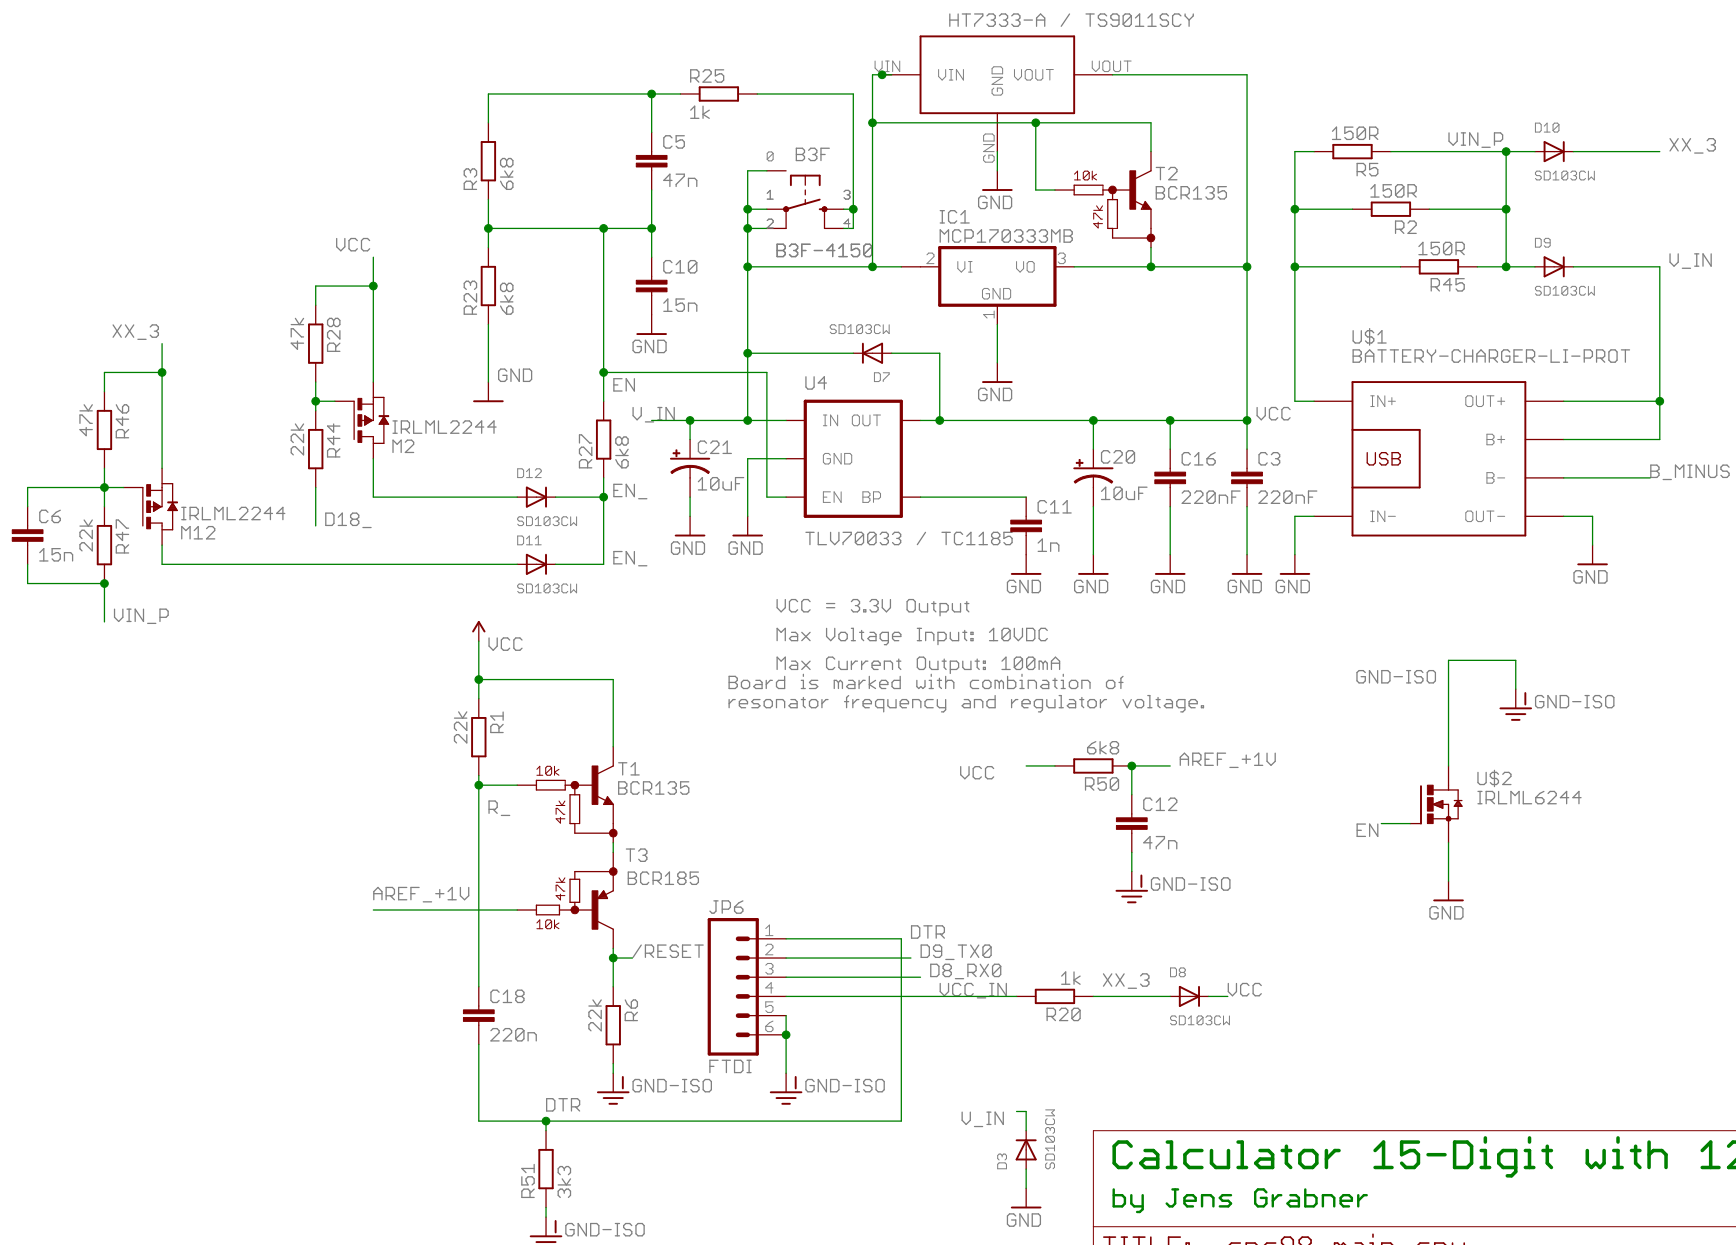 HT7333-A / TS9011SCY
VIN
VIN
GND
VOUT
VOUT
GND
GND
R25
1k
C5
47n
R3
6k8
0
B3F
1
3
2
4
B3F-4150
10k
47k
T2
BCR135
IC1
MCP170333MB
2
VI
VO
3
GND
1
GND
150R
R5
VIN_P
D10
SD103CW
XX_3
150R
R2
150R
R45
D9
SD103CW
V_IN
VCC
47k
R28
22k
R44
IRLML2244
M2
D18_
R23
6k8
C10
15n
GND
GND
XX_3
47k
R46
22k
R47
C6
15n
IRLML2244
M12
VIN_P
SD103CW
D7
EN
V_IN
R27
6k8
EN_
EN_
D12
SD103CW
D11
SD103CW
C21
10uF
GND
GND
U4
IN OUT
GND
EN BP
TLV70033 / TC1185
C11
1n
GND
C20
10uF
GND
C16
220nF
GND
C3
220nF
GND
VCC
U$1
BATTERY-CHARGER-LI-PROT
IN+
OUT+
B+
USB
B-
B_MINUS
IN-
OUT-
GND
GND
VCC = 3.3V Output
Max Voltage Input: 10VDC
Max Current Output: 100mA
Board is marked with combination of
resonator frequency and regulator voltage.
VCC
22k
R1
10k
47k
T1
BCR135
R_
T3
BCR185
47k
10k
AREF_+1V
/RESET
22k
R6
GND-ISO
C18
220n
DTR
R51
3k3
GND-ISO
JP6
1
2
3
4
5
6
FTDI
DTR
D9_TX0
D8_RX0
VCC_IN
GND-ISO
1k
R20
XX_3
D8
SD103CW
VCC
VCC
6k8
R50
AREF_+1V
C12
47n
GND-ISO
GND-ISO
GND-ISO
U$2
IRLML6244
EN
GND
V_IN
D3
SD103CW
GND
Calculator 15-Digit with 12
by Jens Grabner